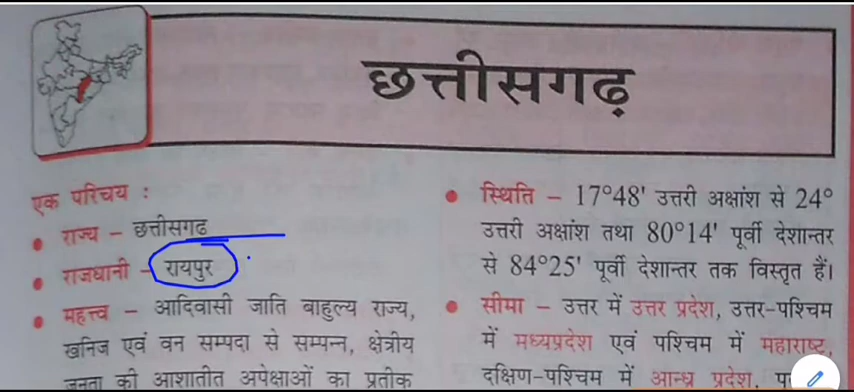 छत्तीसगढ़
एक परिचय :
• राज्य – छत्तीसगढ़
• राजधानी – रायपुर
• महत्त्व – आदिवासी जाति बाहुल्य राज्य,
खनिज एवं वन सम्पदा से सम्पन्न, क्षेत्रीय
जनता की आशातीत अपेक्षाओं का प्रतीक
• स्थिति – 17°48' उत्तरी अक्षांश से 24°
उत्तरी अक्षांश तथा 80°14' पूर्वी देशान्तर
से 84°25' पूर्वी देशान्तर तक विस्तृत हैं।
• सीमा – उत्तर में उत्तर प्रदेश, उत्तर-पश्चिम
में मध्यप्रदेश एवं पश्चिम में महाराष्ट्र,
दक्षिण-पश्चिम में आन्ध्र प्रदेश,